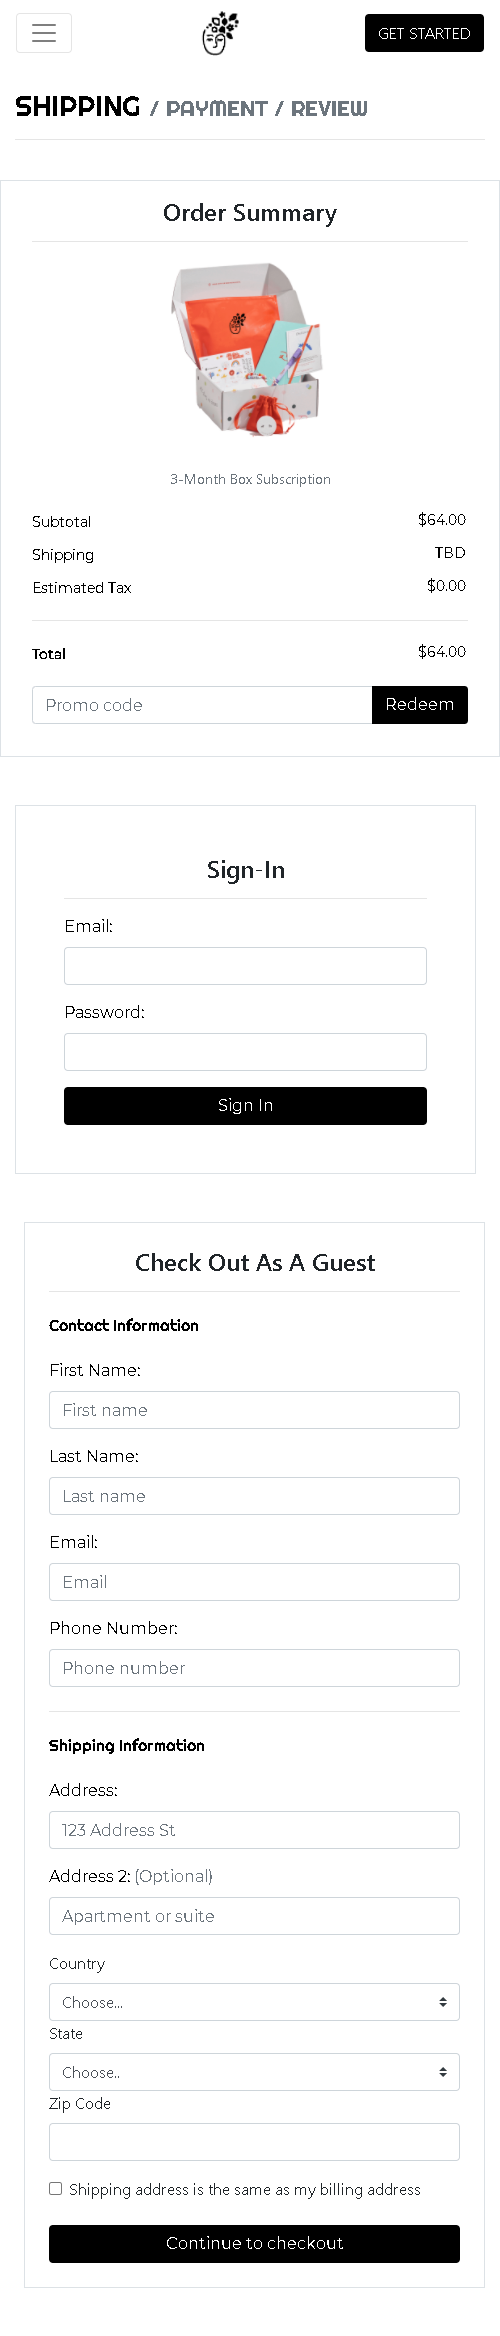 GET STARTED
SHIPPING / PAYMENT / REVIEW
Order Summary
3-Month Box Subscription
Subtotal $64.00
Shipping TBD
Estimated Tax $0.00
Total $64.00
Promo code Redeem
Sign-In
Email:
Password:
Sign In
Check Out As A Guest
Contact Information
First Name:
First name
Last Name:
Last name
Email:
Email
Phone Number:
Phone number
Shipping Information
Address:
123 Address St
Address 2: (Optional)
Apartment or suite
Country
Choose...
State
Choose..
Zip Code
Shipping address is the same as my billing address
Continue to checkout